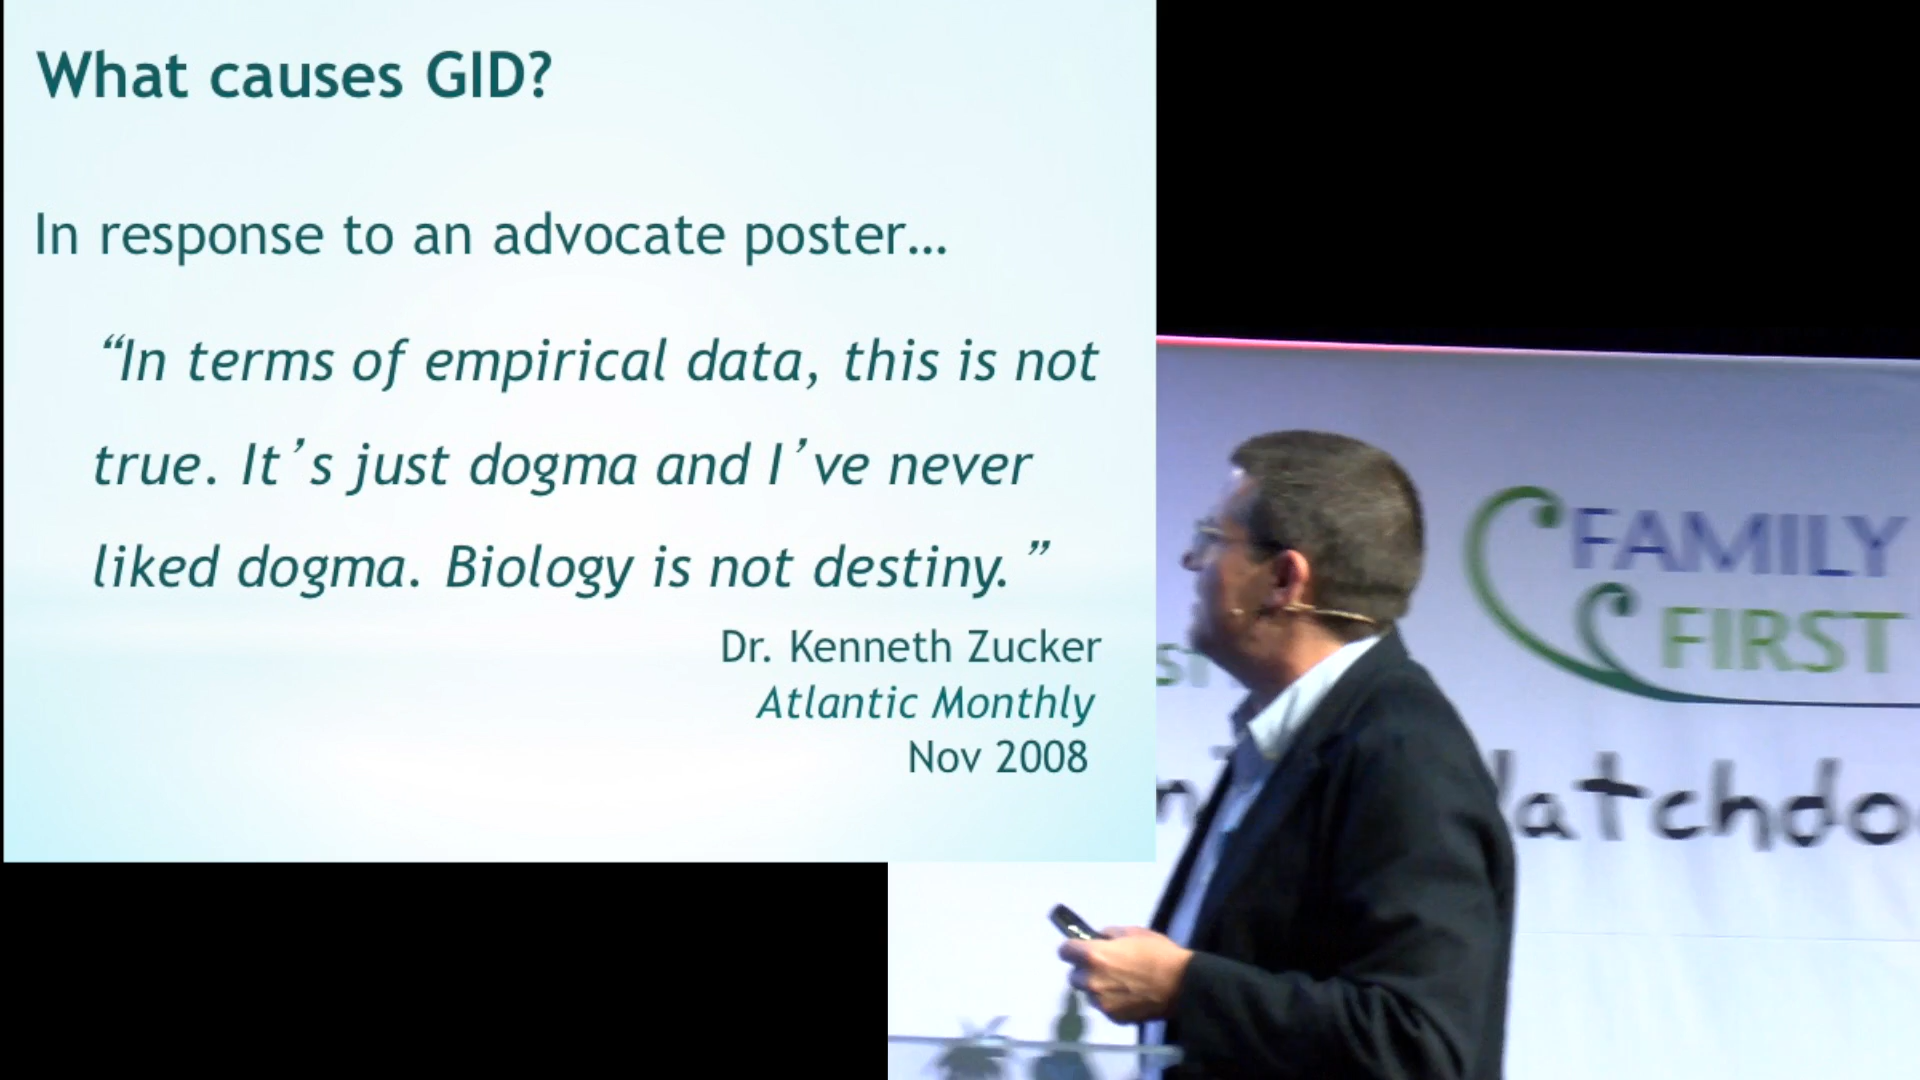 What causes GID?
In response to an advocate poster…
“In terms of empirical data, this is not
true. It’s just dogma and I’ve never
liked dogma. Biology is not destiny.”
Dr. Kenneth Zucker
Atlantic Monthly
Nov 2008
FAMILY
FIRST